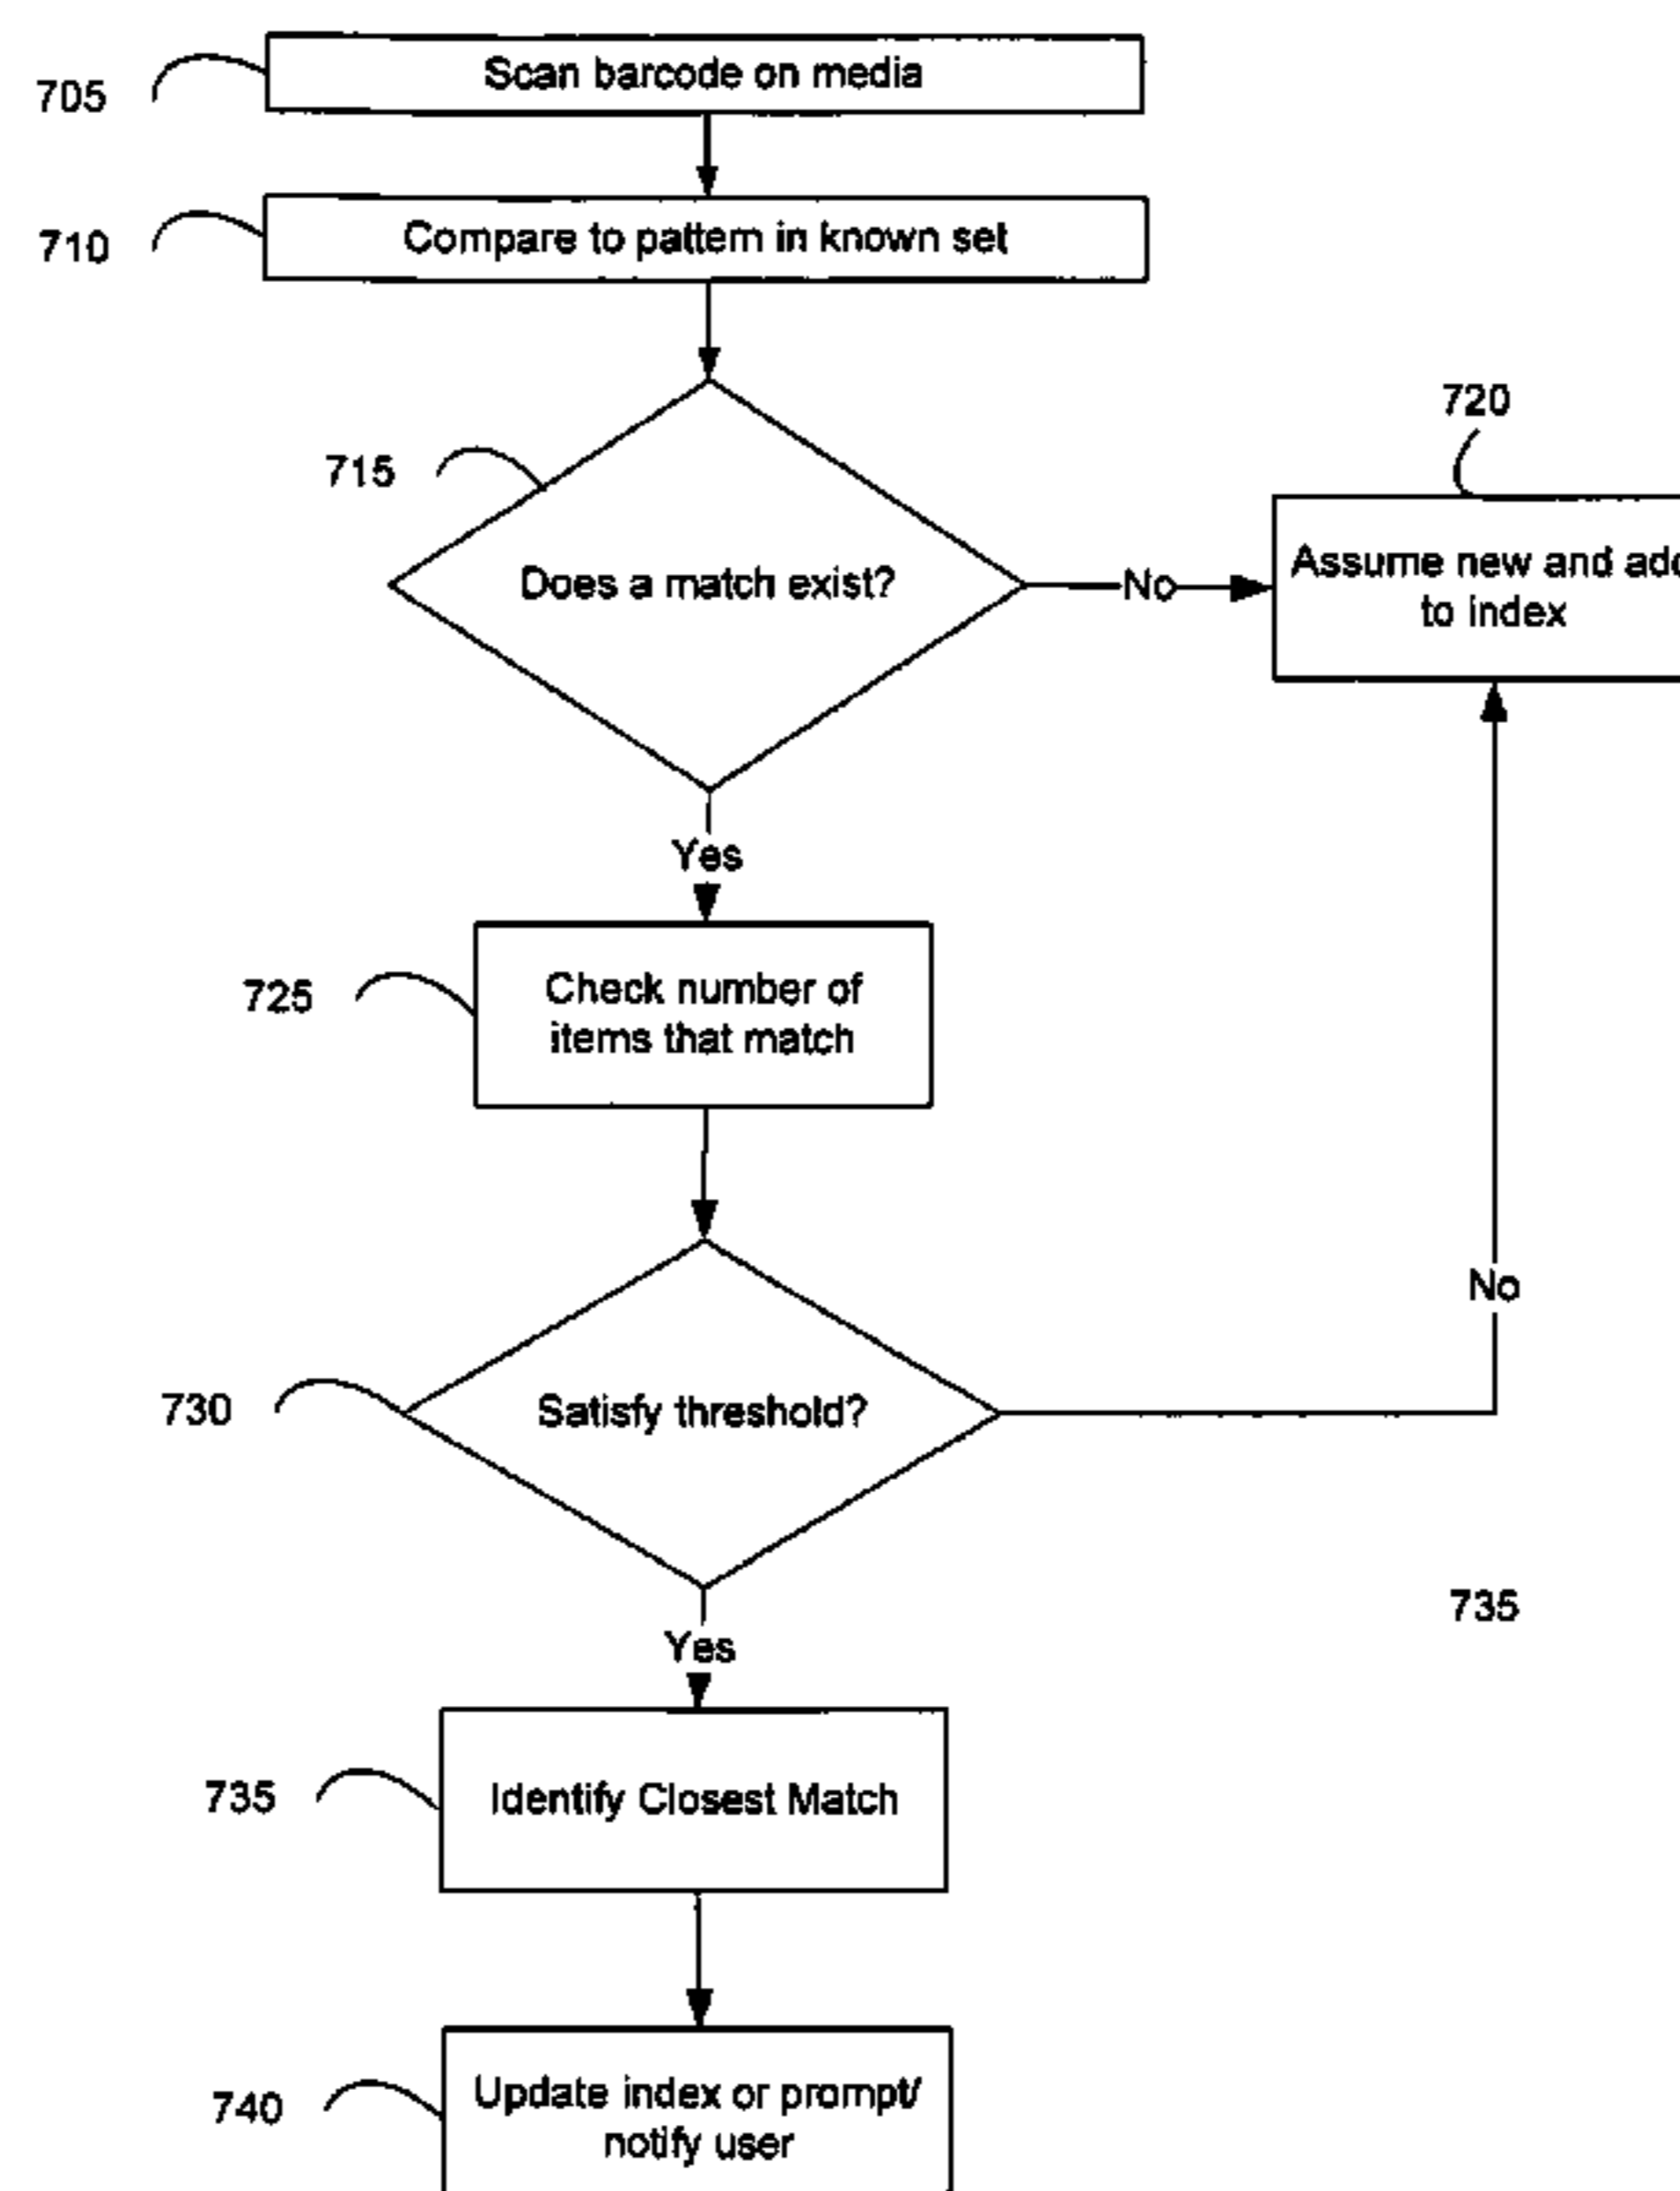 705
Scan barcode on media
710
Compare to pattern in known set
715
Does a match exist?
No
720
Assume new and
to index
Yes
725
Check number of
items that match
730
Satisfy threshold?
No
735
Yes
735
Identify Closest Match
740
Update index or prompt/
notify user